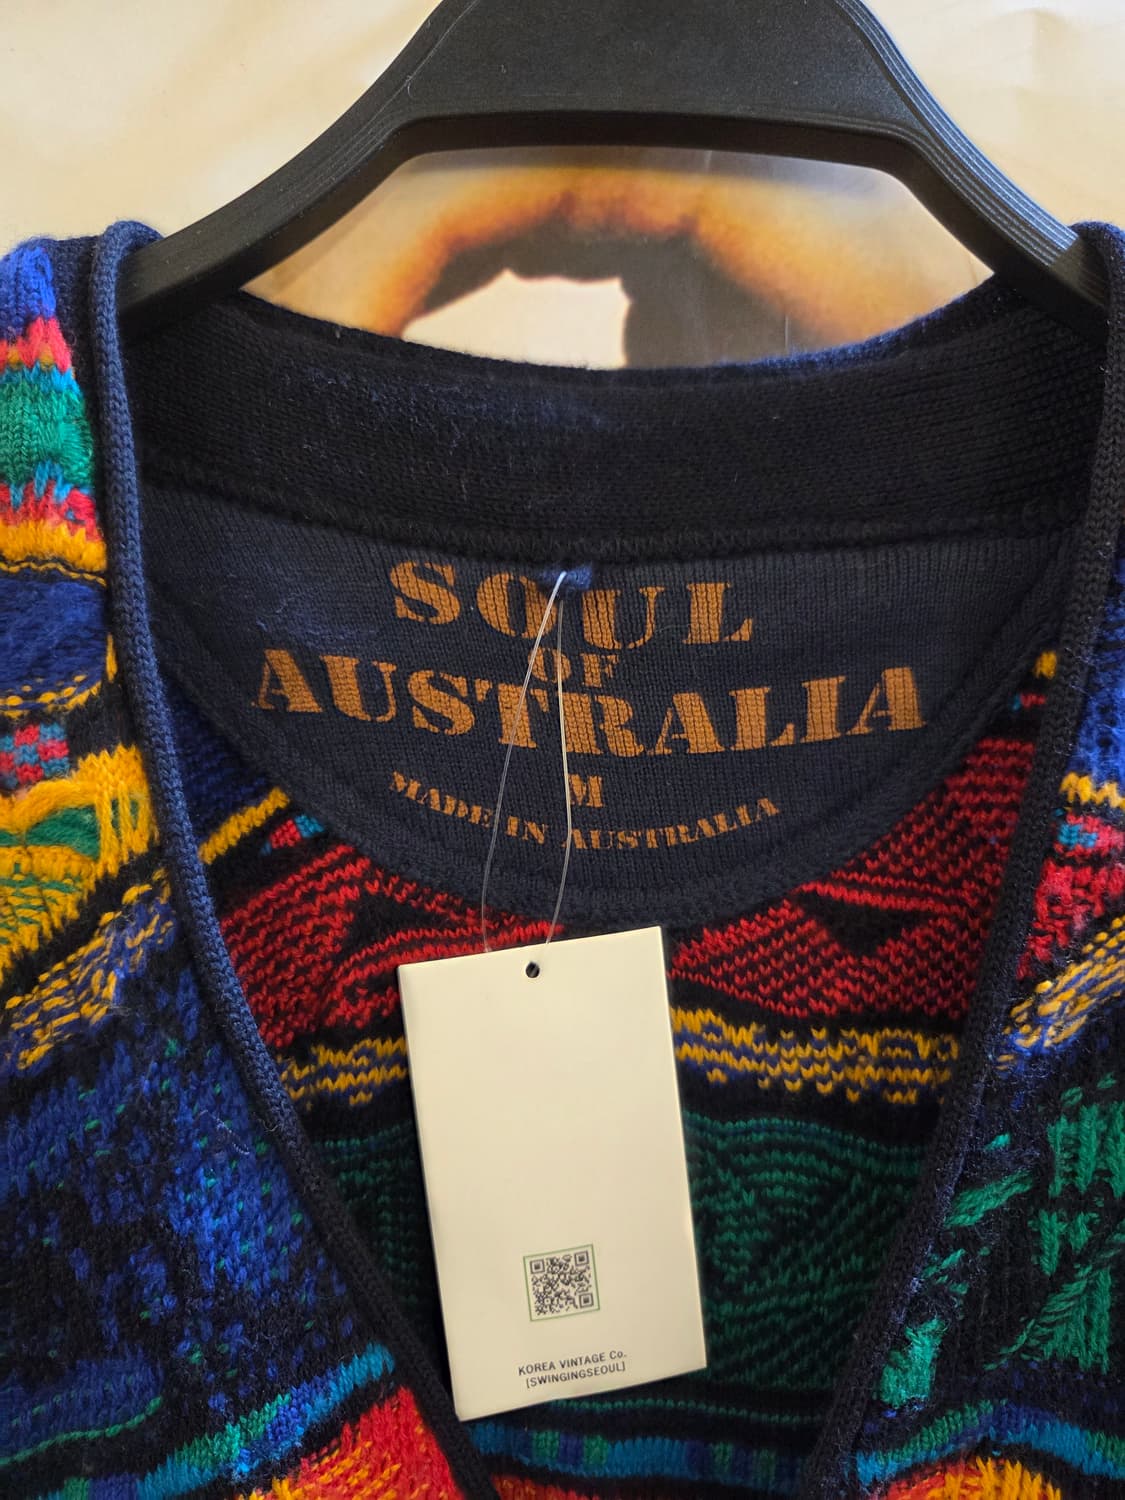 SOUL
OF
AUSTRALIA
M
MADE IN AUSTRALIA
KOREA VINTAGE Co.
[SWINGINGSEOUL]